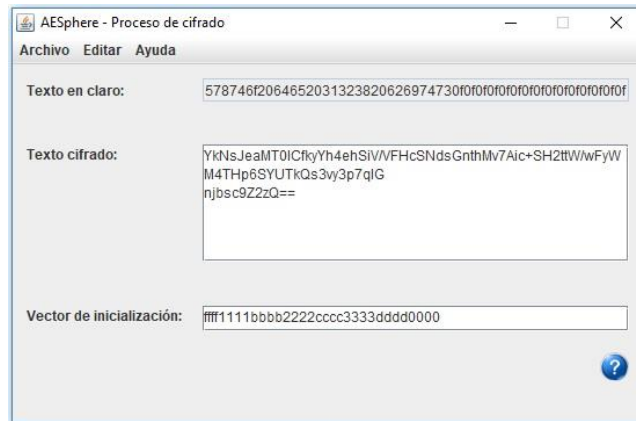 AESphere - Proceso de cifrado
Archivo Editar Ayuda
Texto en claro: 578746f2064652031323820626974730f0f0f0f0f0f0f0f0f0f0f0f0f0f0f
Texto cifrado: YkNsJeaMT0ICfkyYh4ehSiV/VFHcSNdsGnthMv7Aic+SH2ttW/wFyW
M4THp6SYUTkQs3vy3p7qIG
njbsc9Z2zQ==
Vector de inicialización: ffff1111bbbb2222cccc3333dddd0000